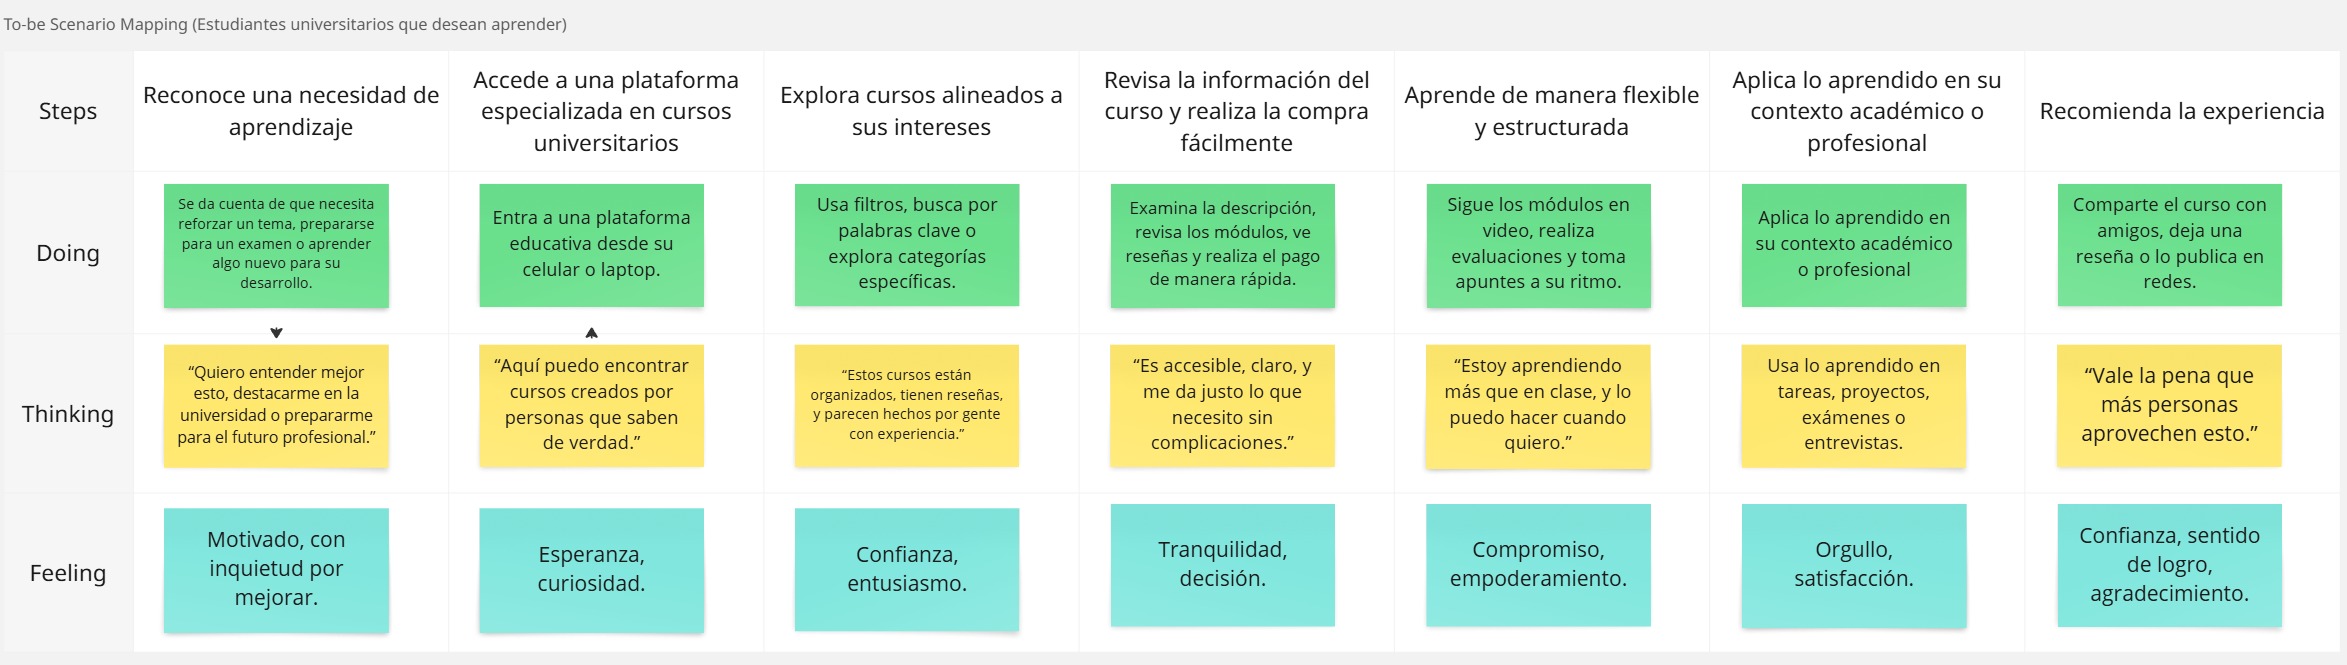 To-be Scenario Mapping (Estudiantes universitarios que desean aprender)
Steps
Reconoce una necesidad de
aprendizaje
Accede a una plataforma
especializada en cursos
universitarios
Explora cursos alineados a
sus intereses
Revisa la información del
curso y realiza la compra
fácilmente
Aprende de manera flexible
y estructurada
Aplica lo aprendido en su
contexto académico o
profesional
Recomienda la experiencia
Doing
Se da cuenta de que necesita
reforzar un tema, prepararse
para un examen o aprender
algo nuevo para su
desarrollo.
Entra a una plataforma
educativa desde su
celular o laptop.
Usa filtros, busca por
palabras clave o
explora categorías
específicas.
Examina la descripción,
revisa los módulos, ve
reseñas y realiza el pago
de manera rápida.
Sigue los módulos en
video, realiza
evaluaciones y toma
apuntes a su ritmo.
Aplica lo aprendido en
su contexto académico
o profesional
Comparte el curso con
amigos, deja una
reseña o lo publica en
redes.
Thinking
“Quiero entender mejor
esto, destacarme en la
universidad o prepararme
para el futuro profesional.”
“Aquí puedo encontrar
cursos creados por
personas que saben
de verdad.”
“Estos cursos están
organizados, tienen reseñas,
y parecen hechos por gente
con experiencia.”
“Es accesible, claro, y
me da justo lo que
necesito sin
complicaciones.”
“Estoy aprendiendo
más que en clase, y lo
puedo hacer cuando
quiero.”
Usa lo aprendido en
tareas, proyectos,
exámenes o
entrevistas.
“Vale la pena que
más personas
aprovechen esto.”
Feeling
Motivado, con
inquietud por
mejorar.
Esperanza,
curiosidad.
Confianza,
entusiasmo.
Tranquilidad,
decisión.
Compromiso,
empoderamiento.
Orgullo,
satisfacción.
Confianza, sentido
de logro,
agradecimiento.